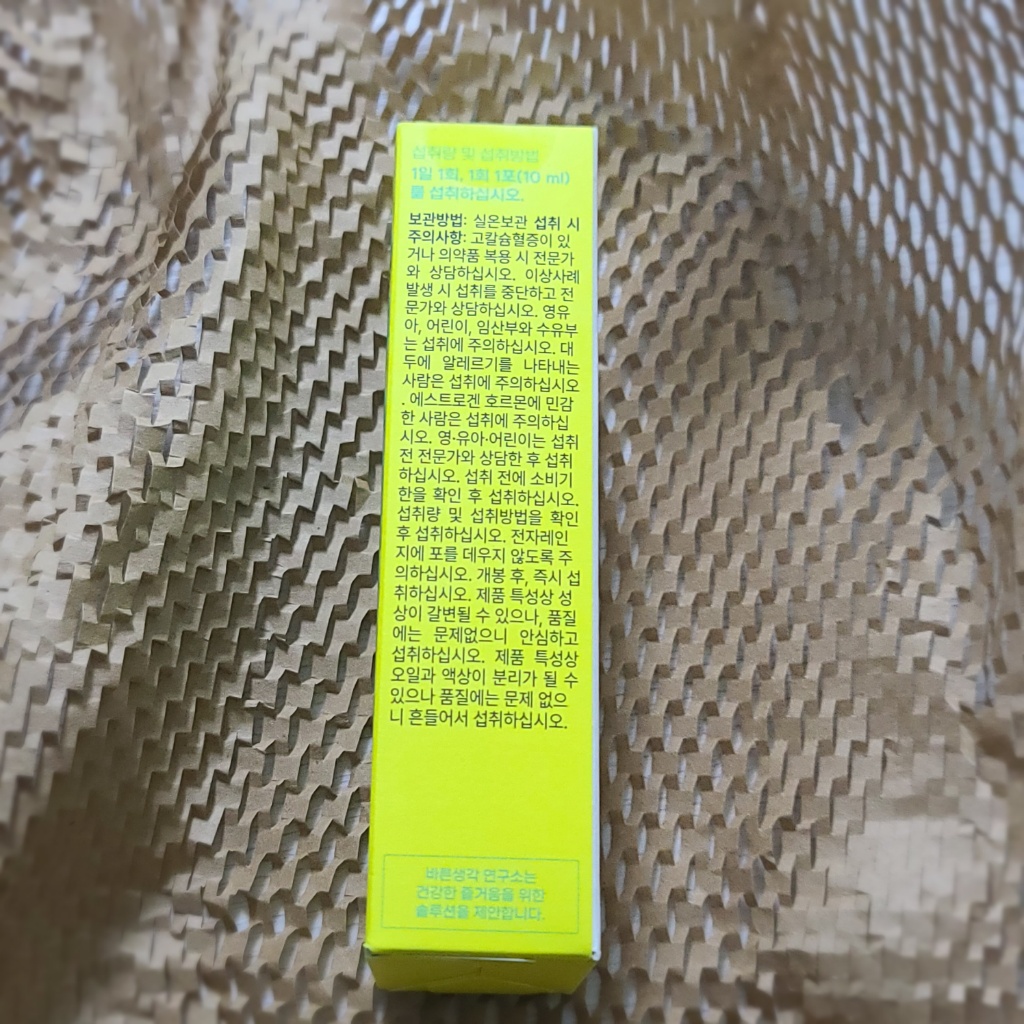 섭취량 및 섭취방법
1일 1회, 1회 1포(10 ml)
를 섭취하십시오.
보관방법: 실온보관 섭취 시
주의사항: 고칼슘혈증이 있
거나 의약품 복용 시 전문가
와 상담하십시오. 이상사례
발생 시 섭취를 중단하고 전
문가와 상담하십시오. 영유
아, 어린이, 임산부와 수유부
는 섭취에 주의하십시오. 대
두에 알레르기를 나타내는
사람은 섭취에 주의하십시오
. 에스트로겐 호르몬에 민감
한 사람은 섭취에 주의하십
시오. 영·유아·어린이는 섭취
전 전문가와 상담한 후 섭취
하십시오. 섭취 전에 소비기
한을 확인 후 섭취하십시오.
섭취량 및 섭취방법을 확인
후 섭취하십시오. 전자레인
지에 포를 데우지 않도록 주
의하십시오. 개봉 후, 즉시 섭
취하십시오. 제품 특성상 성
상이 갈변될 수 있으나, 품질
에는 문제없으니 안심하고
섭취하십시오. 제품 특성상
오일과 액상이 분리가 될 수
있으나 품질에는 문제 없으
니 흔들어서 섭취하십시오.
바른생각 연구소는
건강한 즐거움을 위한
솔루션을 제안합니다.